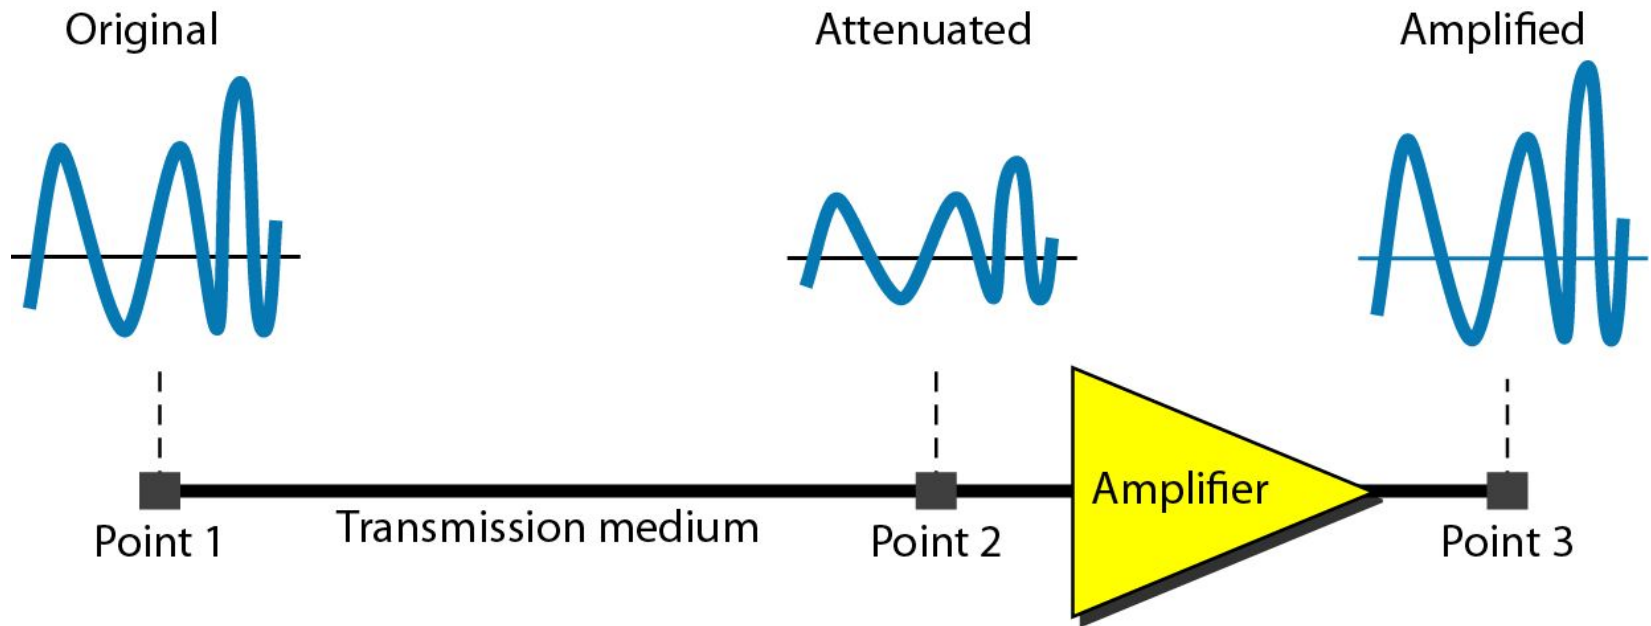 Original
Attenuated
Amplified
Amplifier
Transmission medium
Point 1
Point 2
Point 3